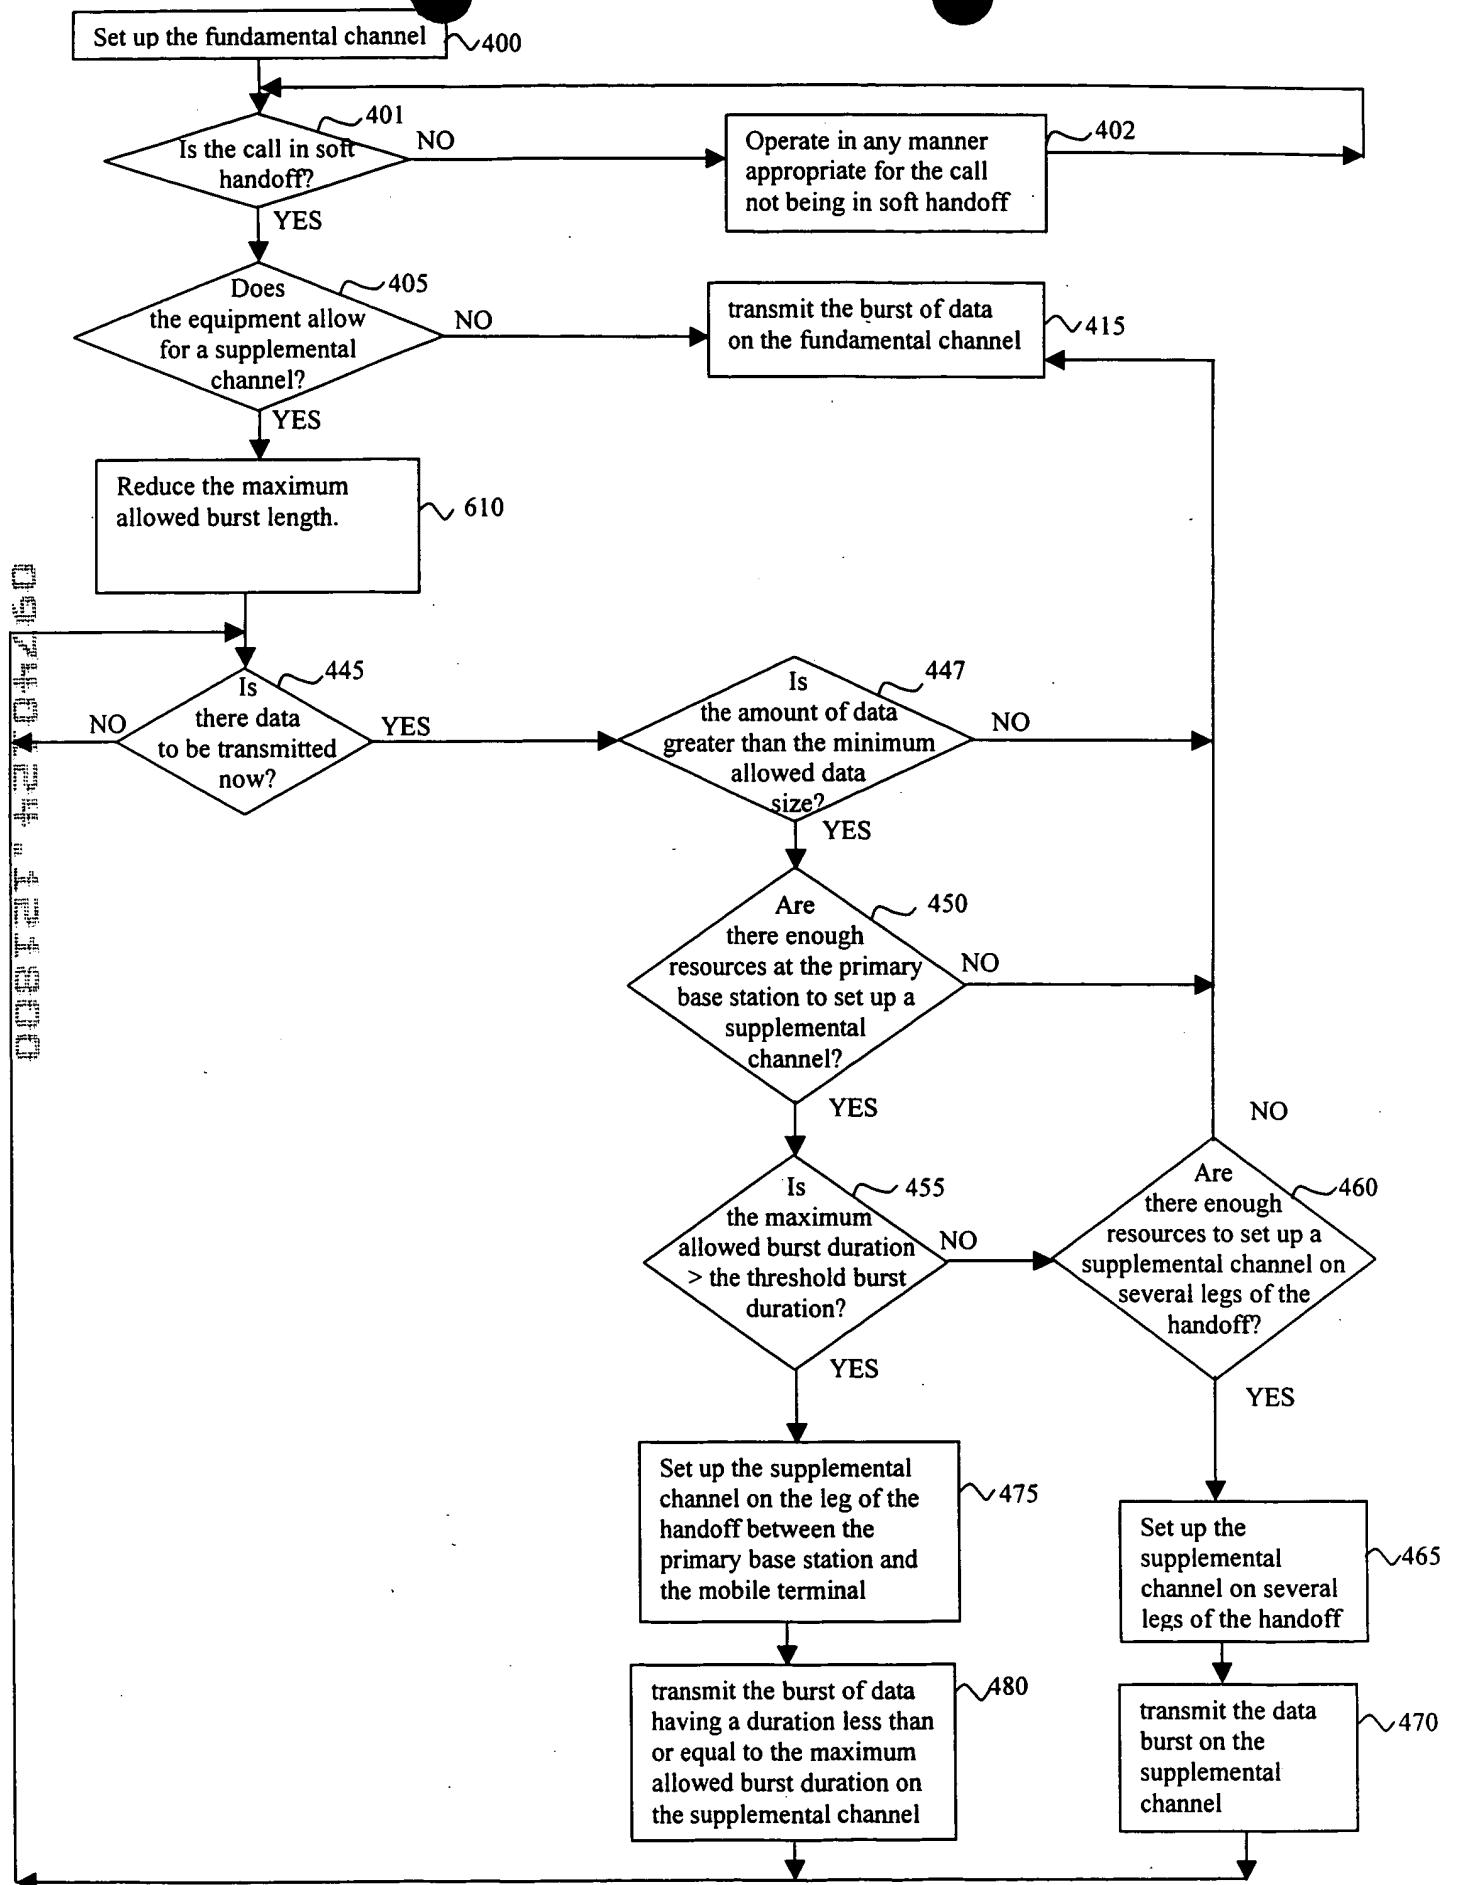 Set up the fundamental channel
400
401
Is the call in soft
handoff?
NO
YES
Operate in any manner
appropriate for the call
not being in soft handoff
402
405
Does
the equipment allow
for a supplemental
channel?
NO
YES
transmit the burst of data
on the fundamental channel
415
Reduce the maximum
allowed burst length.
610
445
Is
there data
to be transmitted
now?
NO
YES
447
Is
the amount of data
greater than the minimum
allowed data
size?
NO
YES
450
Are
there enough
resources at the primary
base station to set up a
supplemental
channel?
NO
YES
455
Is
the maximum
allowed burst duration
> the threshold burst
duration?
NO
YES
460
Are
there enough
resources to set up a
supplemental channel on
several legs of the
handoff?
NO
YES
Set up the supplemental
channel on the leg of the
handoff between the
primary base station and
the mobile terminal
475
Set up the
supplemental
channel on several
legs of the handoff
465
transmit the burst of data
having a duration less than
or equal to the maximum
allowed burst duration on
the supplemental channel
480
transmit the data
burst on the
supplemental
channel
470
09740124.121800